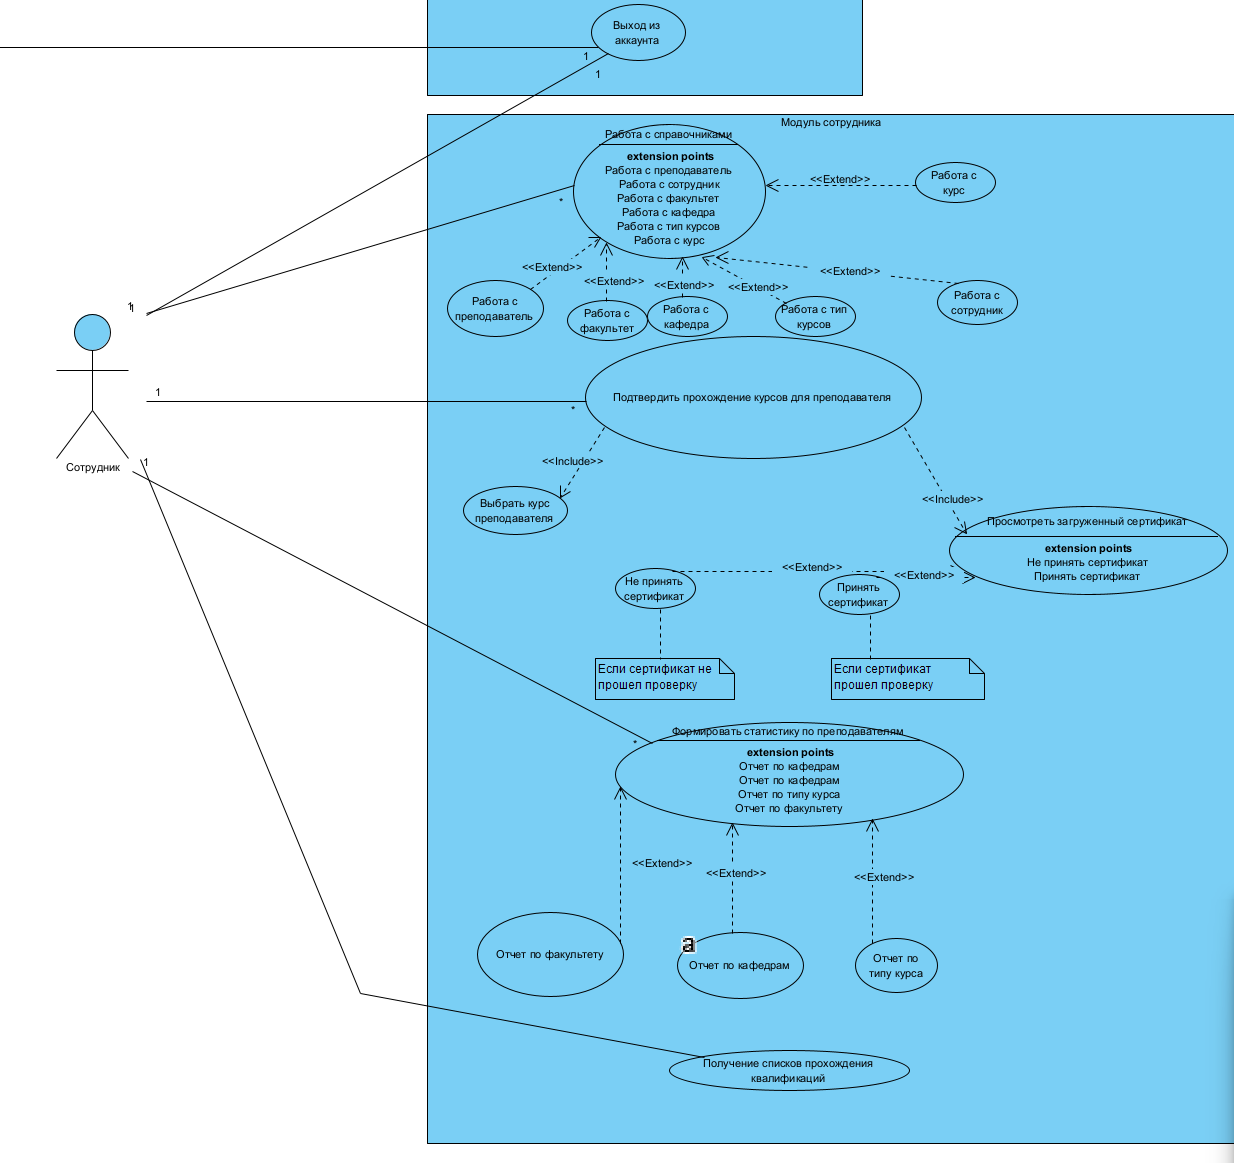 Выход из
аккаунта
1
1
Модуль сотрудника
Работа с справочниками
extension points
Работа с преподаватель
Работа с сотрудник
Работа с факультет
Работа с кафедра
Работа с тип курсов
Работа с курс
<<Extend>>
Работа с
курс
*
<<Extend>>
<<Extend>>
<<Extend>>
<<Extend>>
<<Extend>>
Работа с
преподаватель
Работа с
факультет
Работа с
кафедра
Работа с тип
курсов
Работа с
сотрудник
1
1
1
*
Подтвердить прохождение курсов для преподавателя
Сотрудник
1
<<Include>>
<<Include>>
Выбрать курс
преподавателя
Просмотреть загруженный сертификат
extension points
Не принять сертификат
Принять сертификат
<<Extend>>
<<Extend>>
Не принять
сертификат
Принять
сертификат
Если сертификат не
прошел проверку
Если сертификат
прошел проверку
*
Формировать статистику по преподавателям
extension points
Отчет по кафедрам
Отчет по кафедрам
Отчет по типу курса
Отчет по факультету
<<Extend>>
<<Extend>>
<<Extend>>
Отчет по факультету
a
Отчет по кафедрам
Отчет по
типу курса
Получение списков прохождения
квалификаций